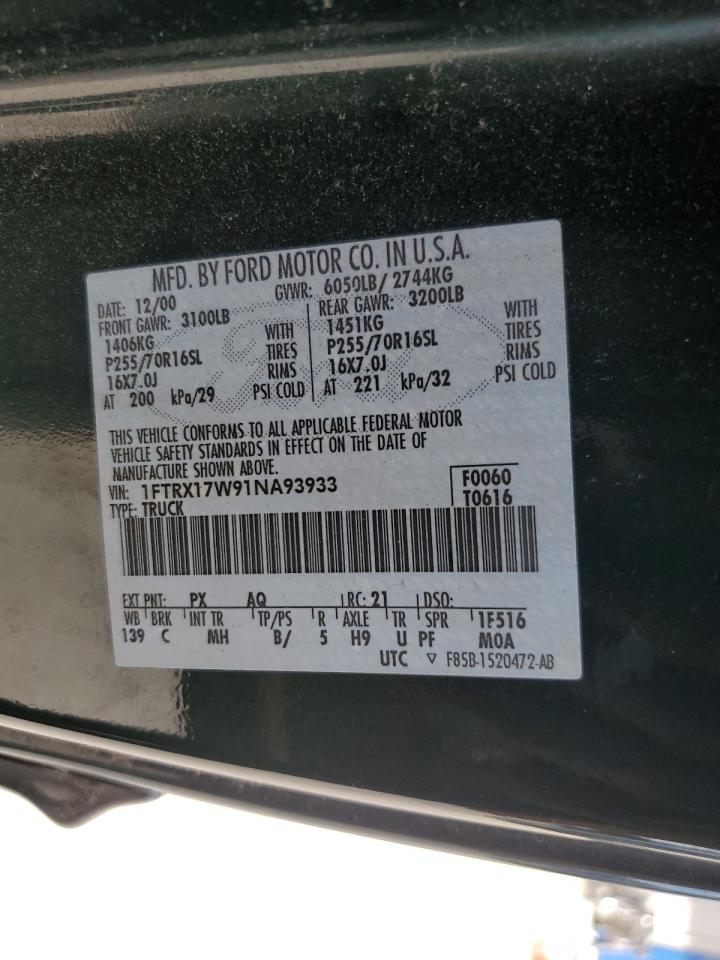 MFD. BY FORD MOTOR CO. IN U.S.A.
DATE: 12/00 GVWR: 6050LB/ 2744KG
FRONT GAWR: 3100LB REAR GAWR: 3200LB
1406KG WITH 1451KG WITH
P255/70R16SL TIRES P255/70R16SL TIRES
16X7.0J RIMS 16X7.0J RIMS
AT 200 kPa/29 PSI COLD AT 221 kPa/32 PSI COLD
THIS VEHICLE CONFORMS TO ALL APPLICABLE FEDERAL MOTOR
VEHICLE SAFETY STANDARDS IN EFFECT ON THE DATE OF
MANUFACTURE SHOWN ABOVE.
VIN: 1FTRX17W91NA93933 F0060
TYPE: TRUCK T0616
EXT PNT: PX AQ RC: 21 DSO:
WB BRK INT TR TP/PS R AXLE TR SPR 1F516
139 C MH B/ 5 H9 U PF MOA
UTC ▽ F85B-1520472-AB